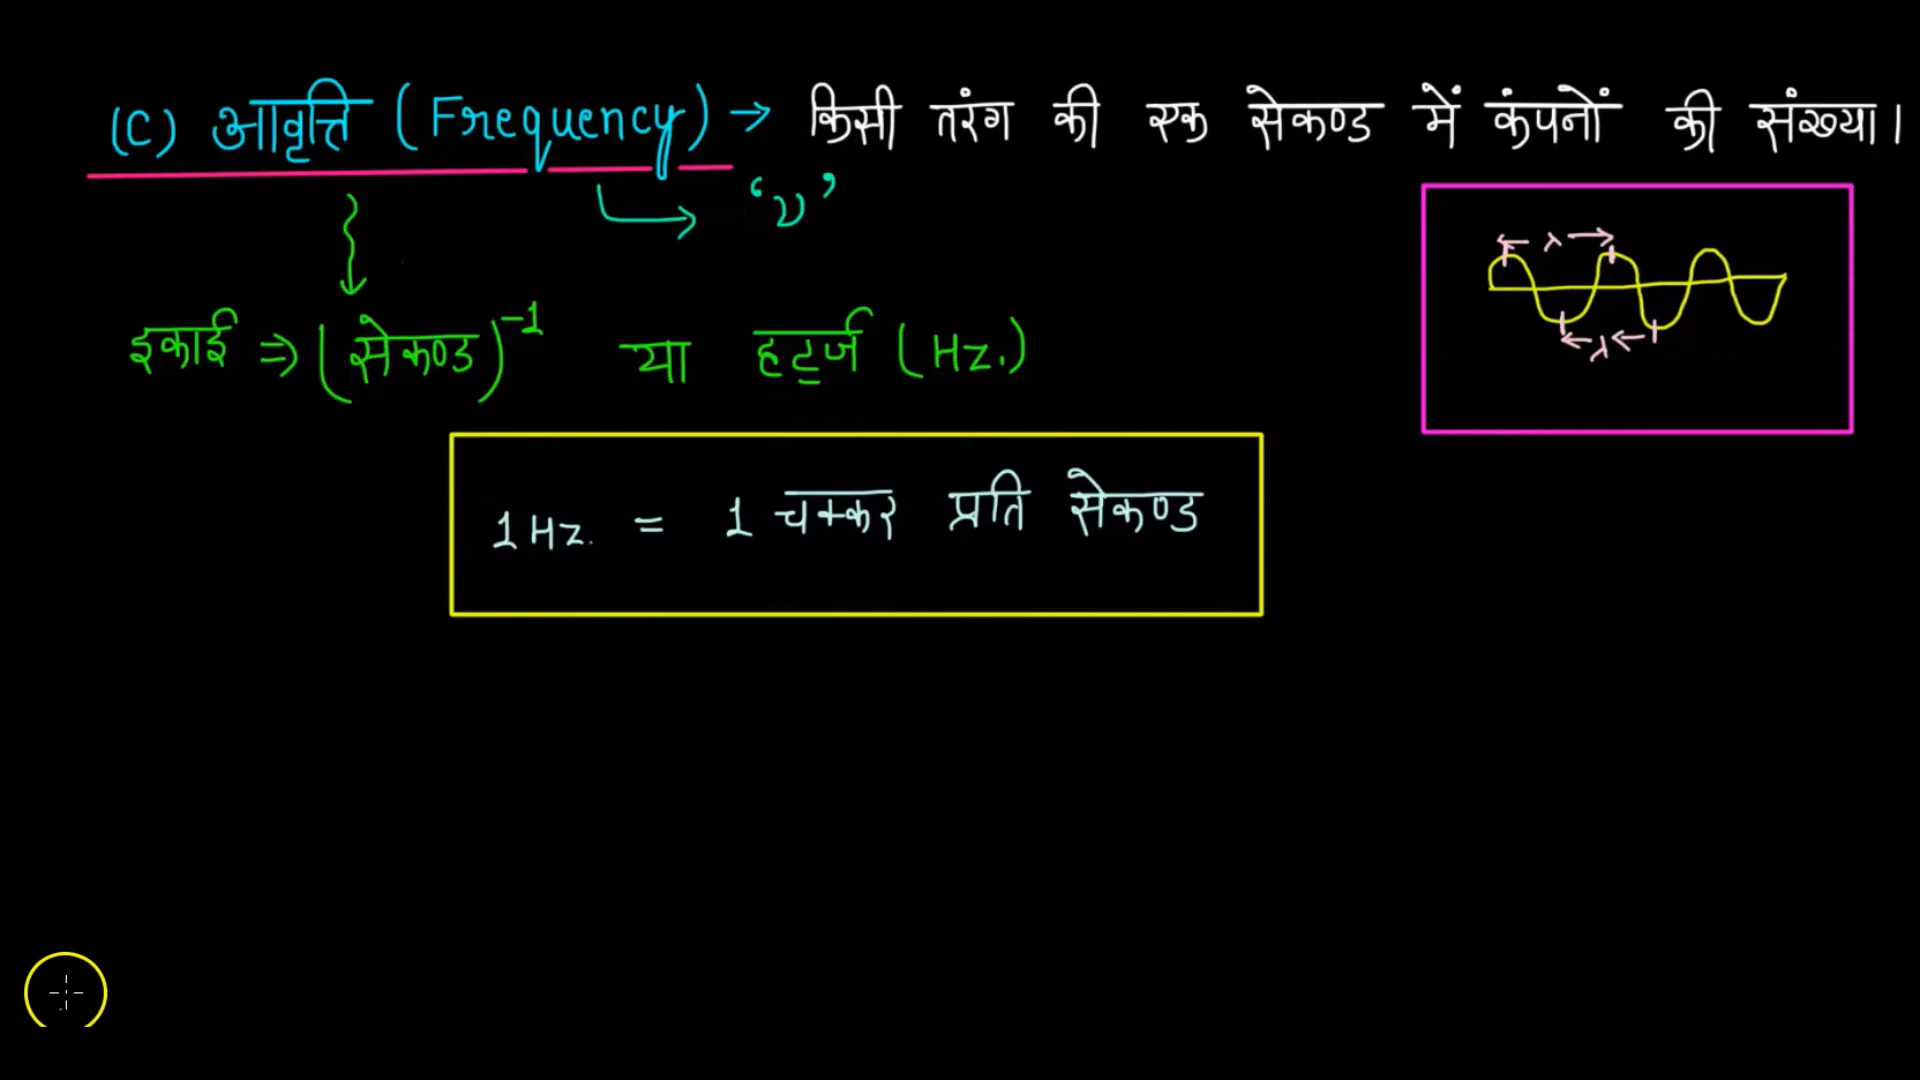 (C) आवृत्ति (Frequency) → किसी तरंग की एक सेकण्ड में कंपनों की संख्या।
'ν'
λ
λ
इकाई ⇒ (सेकण्ड)⁻¹ या हर्ट्ज (Hz.)
1 Hz. = 1 चक्कर प्रति सेकण्ड